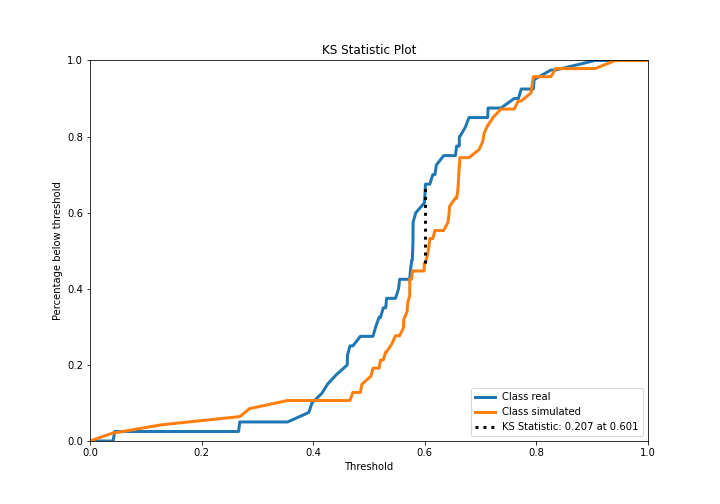 KS Statistic Plot
Percentage below threshold
1.0
0.8
0.6
0.4
0.2
0.0
0.0 0.2 0.4 0.6 0.8 1.0
Threshold
Class real
Class simulated
KS Statistic: 0.207 at 0.601